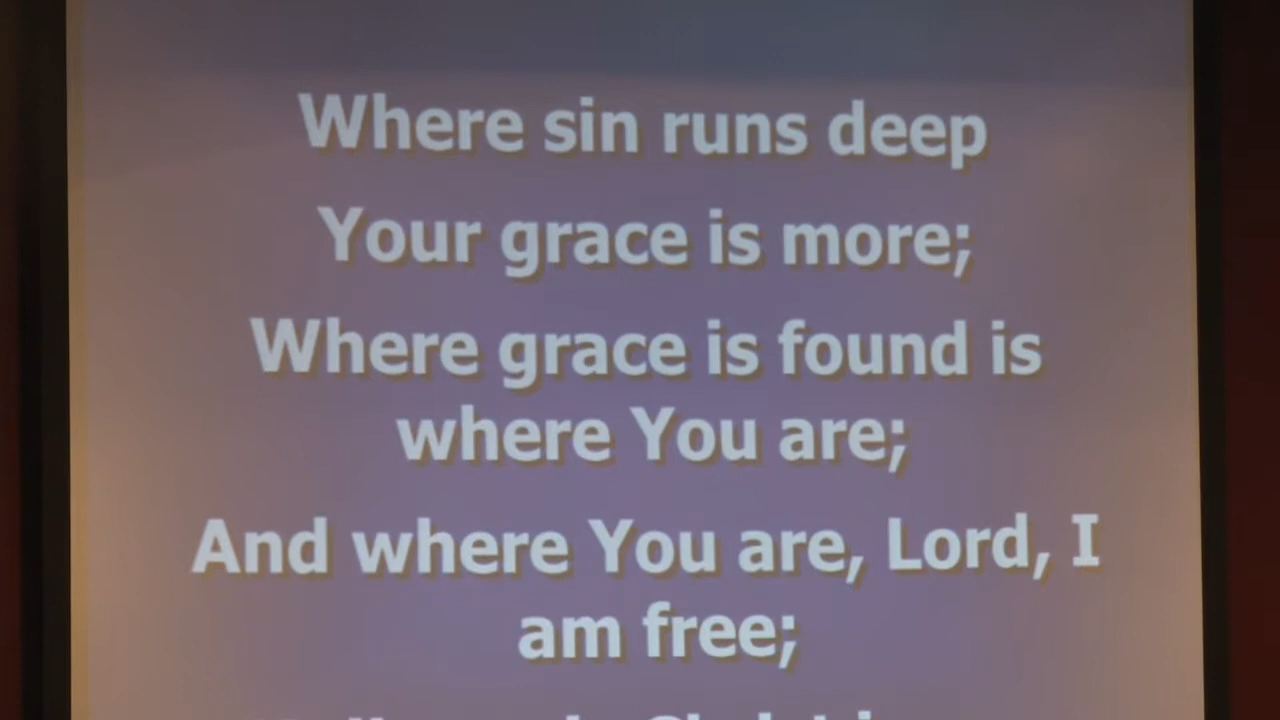 Where sin runs deep
Your grace is more;
Where grace is found is
where You are;
And where You are, Lord, I
am free;